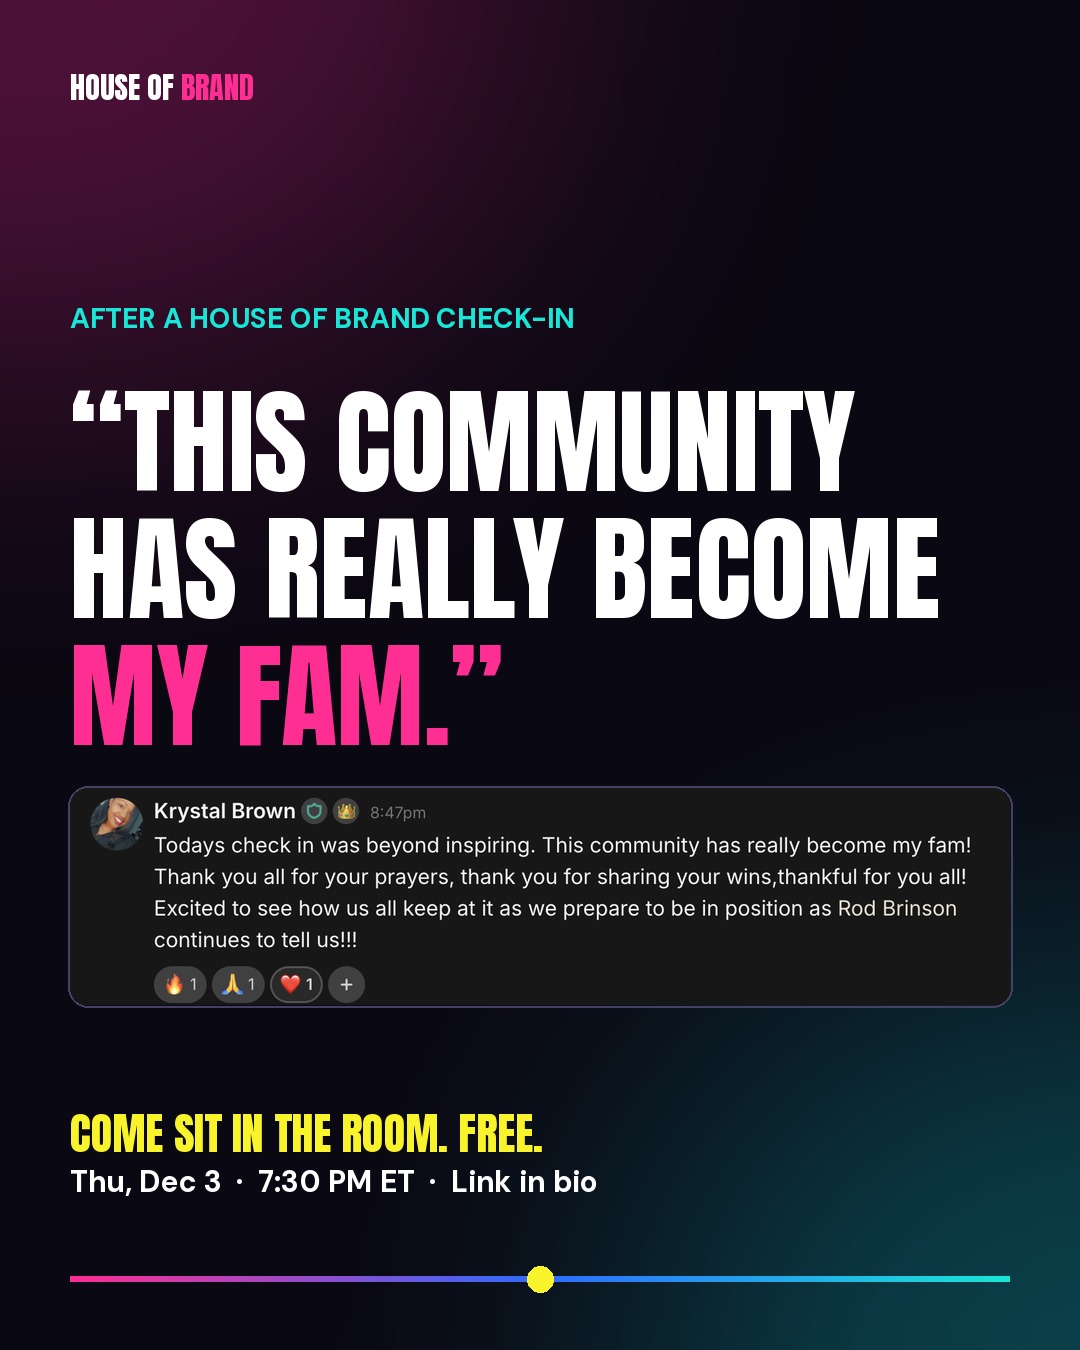 HOUSE OF BRAND
AFTER A HOUSE OF BRAND CHECK-IN
“THIS COMMUNITY
HAS REALLY BECOME
MY FAM.”
Krystal Brown 8:47pm
Todays check in was beyond inspiring. This community has really become my fam!
Thank you all for your prayers, thank you for sharing your wins,thankful for you all!
Excited to see how us all keep at it as we prepare to be in position as Rod Brinson
continues to tell us!!!
🔥 1 🙏 1 ❤️ 1 +
COME SIT IN THE ROOM. FREE.
Thu, Dec 3 · 7:30 PM ET · Link in bio